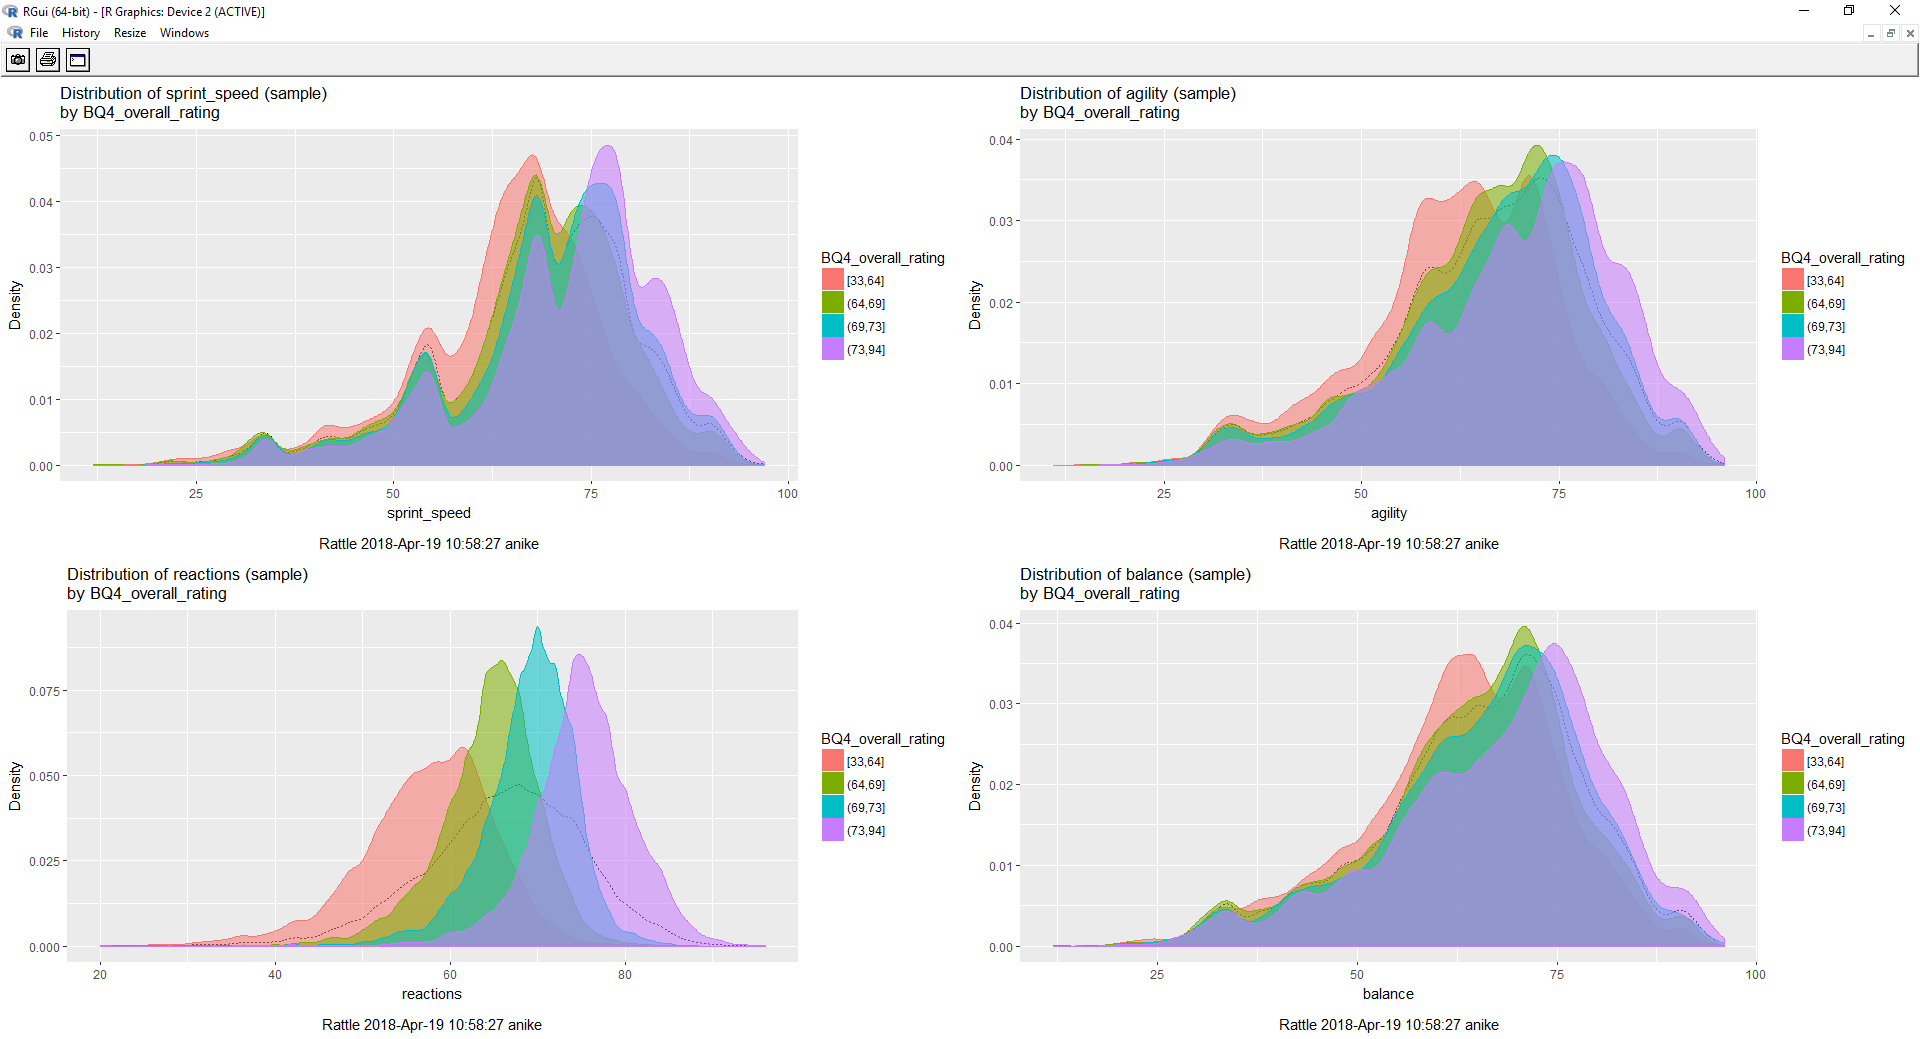 RGui (64-bit) - [R Graphics: Device 2 (ACTIVE)]
File History Resize Windows
Distribution of sprint_speed (sample)
by BQ4_overall_rating
0.05
0.04
0.03
0.02
0.01
0.00
Density
25 50 75 100
sprint_speed
Rattle 2018-Apr-19 10:58:27 anike
BQ4_overall_rating
[33,64]
(64,69]
(69,73]
(73,94]
Distribution of agility (sample)
by BQ4_overall_rating
0.04
0.03
0.02
0.01
0.00
Density
25 50 75 100
agility
Rattle 2018-Apr-19 10:58:27 anike
BQ4_overall_rating
[33,64]
(64,69]
(69,73]
(73,94]
Distribution of reactions (sample)
by BQ4_overall_rating
0.075
0.050
0.025
0.000
Density
20 40 60 80
reactions
Rattle 2018-Apr-19 10:58:27 anike
BQ4_overall_rating
[33,64]
(64,69]
(69,73]
(73,94]
Distribution of balance (sample)
by BQ4_overall_rating
0.04
0.03
0.02
0.01
0.00
Density
25 50 75 100
balance
Rattle 2018-Apr-19 10:58:27 anike
BQ4_overall_rating
[33,64]
(64,69]
(69,73]
(73,94]